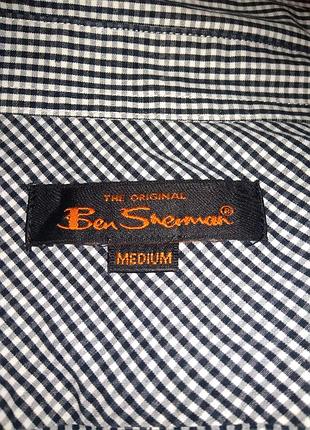 THE ORIGINAL
Ben Sherman®
MEDIUM